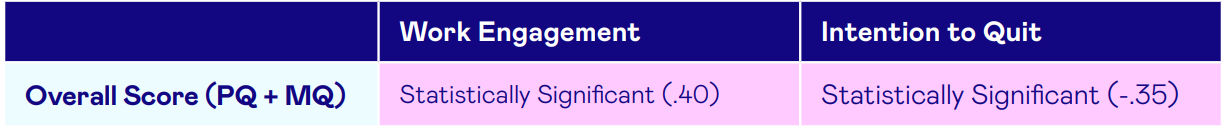 Work Engagement Intention to Quit
Overall Score (PQ + MQ) Statistically Significant (.40) Statistically Significant (-.35)